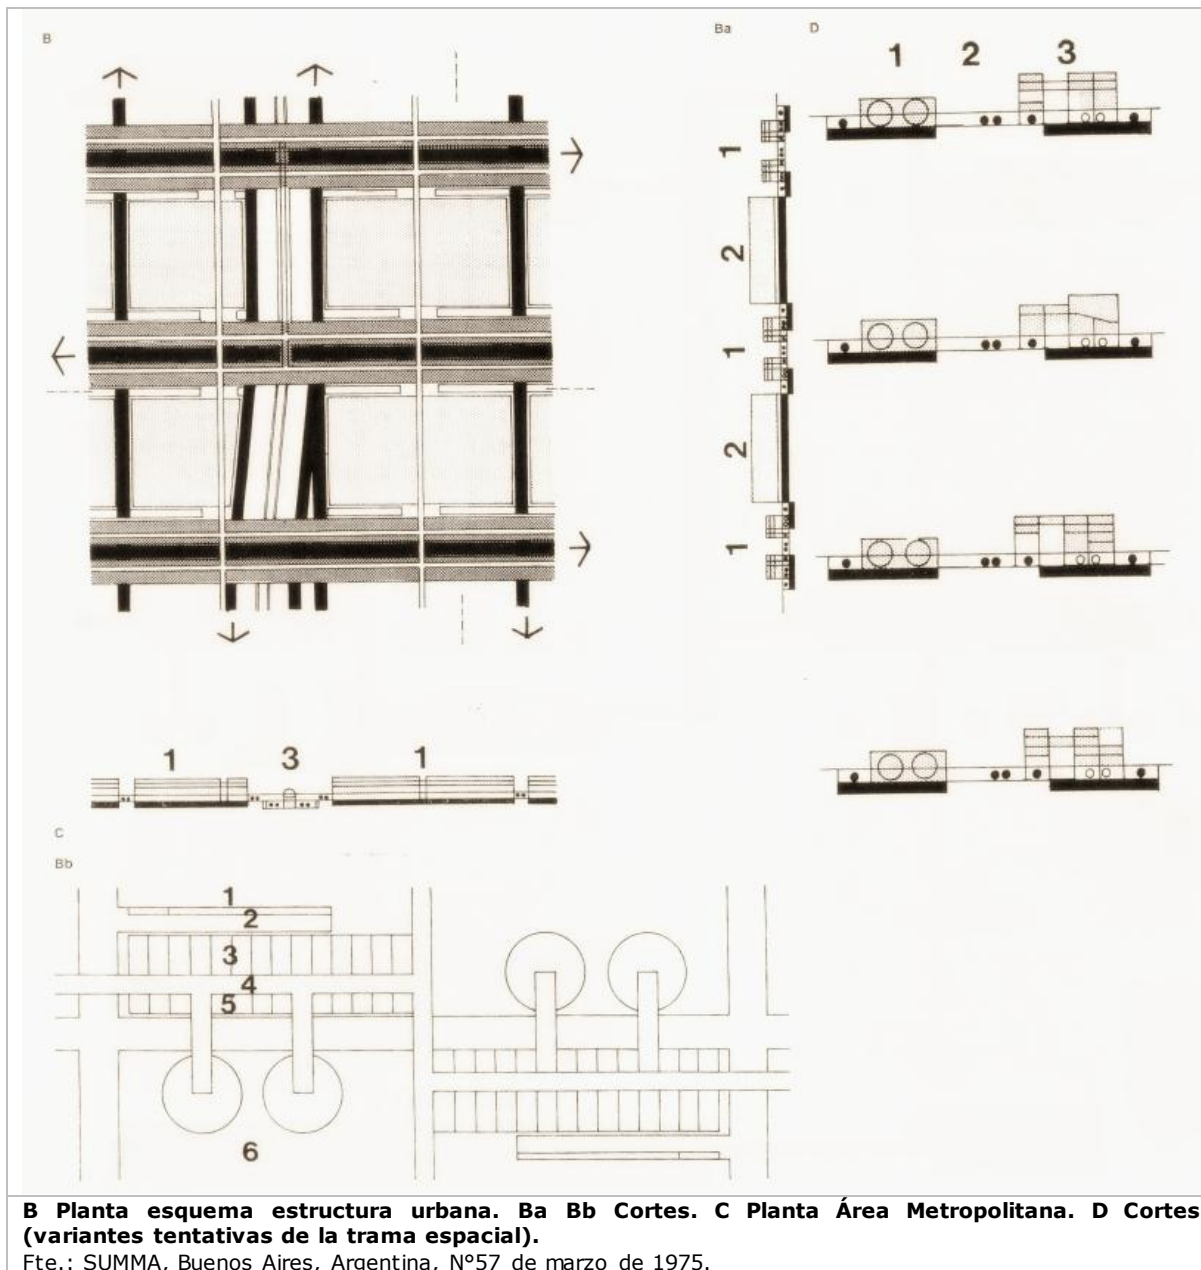 B
Ba
D
1 2 3
1
2
1
2
1
1 3 1
C
Bb
1
2
3
4
5
6
B Planta esquema estructura urbana. Ba Bb Cortes. C Planta Área Metropolitana. D Cortes
(variantes tentativas de la trama espacial).
Fte.: SUMMA, Buenos Aires, Argentina, N°57 de marzo de 1975.